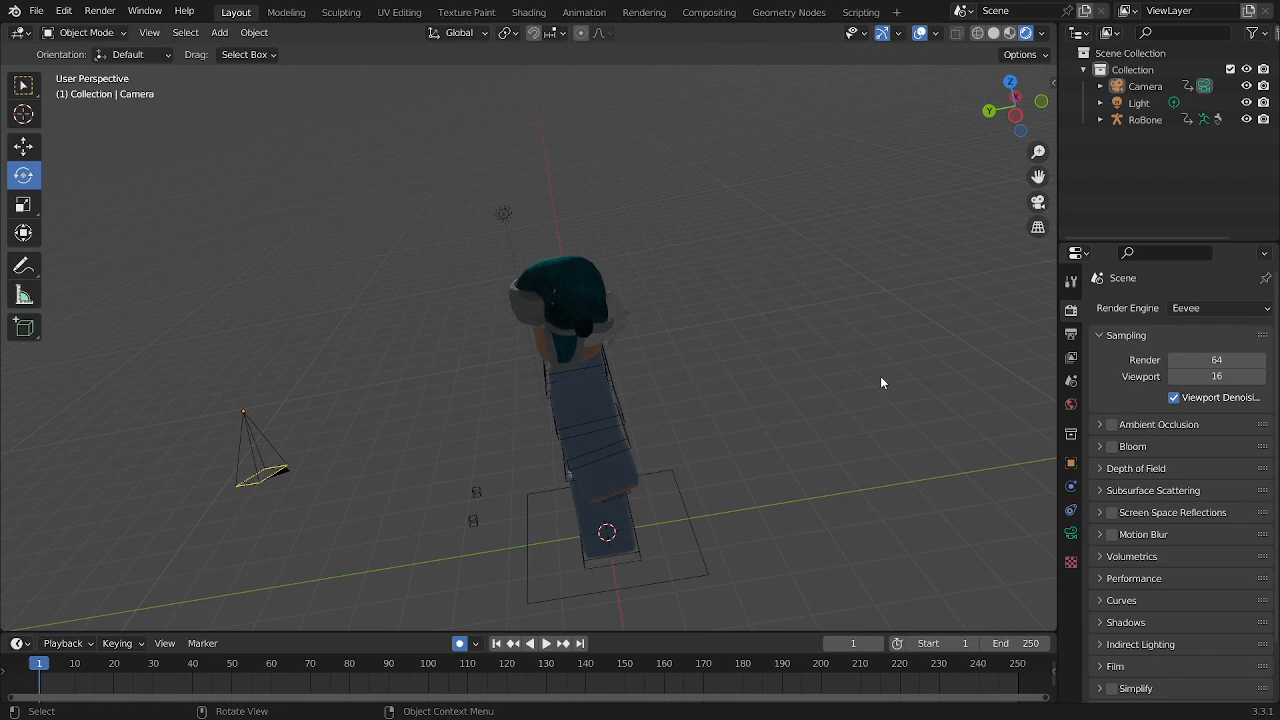 File Edit Render Window Help Layout Modeling Sculpting UV Editing Texture Paint Shading Animation Rendering Compositing Geometry Nodes Scripting + Scene ViewLayer
Object Mode View Select Add Object Global
Orientation: Default Drag: Select Box Options
User Perspective
(1) Collection | Camera
Z
Y
Scene Collection
Collection
Camera
Light
RoBone
Scene
Render Engine Eevee
Sampling
Render 64
Viewport 16
Viewport Denoisi...
Ambient Occlusion
Bloom
Depth of Field
Subsurface Scattering
Screen Space Reflections
Motion Blur
Volumetrics
Performance
Curves
Shadows
Indirect Lighting
Film
Simplify
Playback Keying View Marker 1 Start 1 End 250
1 10 20 30 40 50 60 70 80 90 100 110 120 130 140 150 160 170 180 190 200 210 220 230 240 250
Select Rotate View Object Context Menu 3.3.1